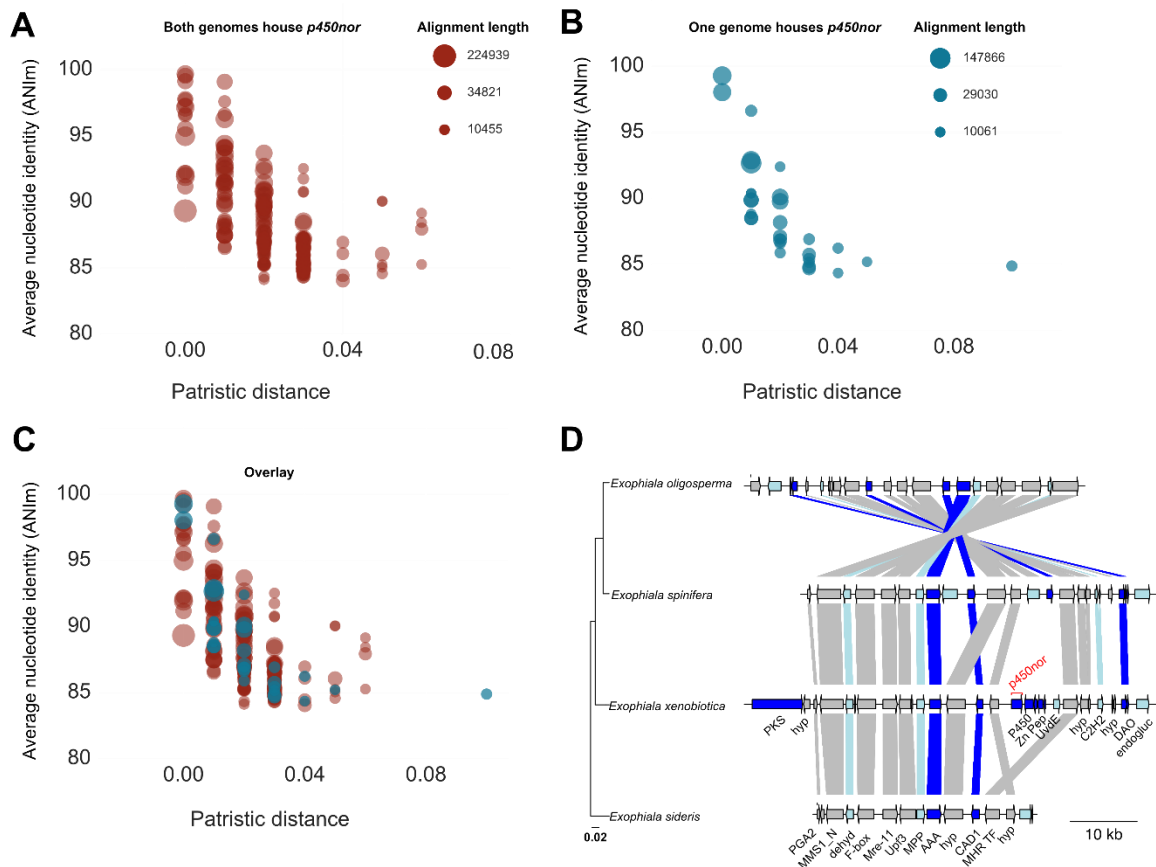 A
Both genomes house p450nor
Alignment length
224939
34821
10455
Average nucleotide identity (ANIm)
100
95
90
85
80
0.00
0.04
0.08
Patristic distance
B
One genome houses p450nor
Alignment length
147866
29030
10061
Average nucleotide identity (ANIm)
100
95
90
85
80
0.00
0.04
0.08
Patristic distance
C
Overlay
Average nucleotide identity (ANIm)
100
95
90
85
80
0.00
0.04
0.08
Patristic distance
D
Exophiala oligosperma
Exophiala spinifera
p450nor
Exophiala xenobiotica
PKS
hyp
P450
Zn Pep
UvdE
hyp
C2H2
hyp
DAO
endogluc
Exophiala sideris
0.02
PGA2
MMS1_N
dehyd
F-box
Mre-11
Upf3
MPP
AAA
hyp
CAD1
MHR TF
hyp
10 kb